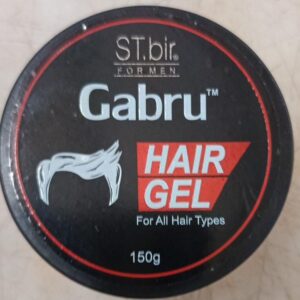 ST.bir.®
FOR MEN
Gabru™
HAIR
GEL
For All Hair Types
150g